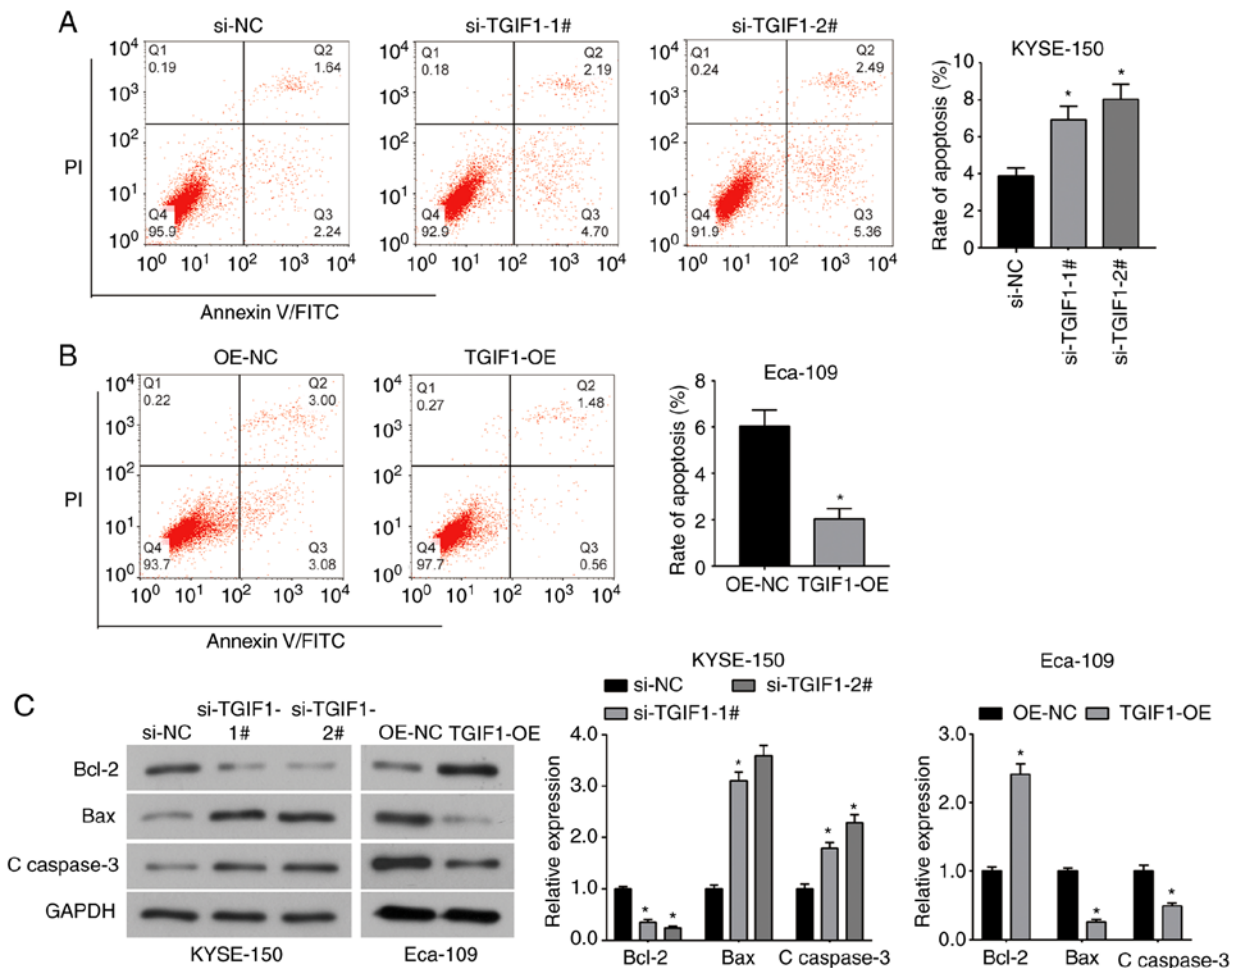 A
si-NC
si-TGIF1-1#
si-TGIF1-2#
PI
10⁴
10³
10²
10¹
10⁰
Q1
0.19
Q2
1.64
Q4
95.9
Q3
2.24
10⁰ 10¹ 10² 10³ 10⁴
10⁴
10³
10²
10¹
10⁰
Q1
0.18
Q2
2.19
Q4
92.9
Q3
4.70
10⁰ 10¹ 10² 10³ 10⁴
10⁴
10³
10²
10¹
10⁰
Q1
0.24
Q2
2.49
Q4
91.9
Q3
5.36
10⁰ 10¹ 10² 10³ 10⁴
Annexin V/FITC
KYSE-150
Rate of apoptosis (%)
10
8
6
4
2
0
*
*
si-NC
si-TGIF1-1#
si-TGIF1-2#
B
OE-NC
TGIF1-OE
PI
10⁴
10³
10²
10¹
10⁰
Q1
0.22
Q2
3.00
Q4
93.7
Q3
3.08
10⁰ 10¹ 10² 10³ 10⁴
10⁴
10³
10²
10¹
10⁰
Q1
0.27
Q2
1.48
Q4
97.7
Q3
0.56
10⁰ 10¹ 10² 10³ 10⁴
Annexin V/FITC
Eca-109
Rate of apoptosis (%)
8
6
4
2
0
*
OE-NC TGIF1-OE
C
si-NC
si-TGIF1-
1#
si-TGIF1-
2#
OE-NC TGIF1-OE
Bcl-2
Bax
C caspase-3
GAPDH
KYSE-150
Eca-109
KYSE-150
si-NC
si-TGIF1-2#
si-TGIF1-1#
Relative expression
4.0
3.0
2.0
1.0
0.0
* *
*
* *
Bcl-2 Bax C caspase-3
Eca-109
OE-NC TGIF1-OE
Relative expression
3.0
2.0
1.0
0.0
*
*
*
Bcl-2 Bax C caspase-3